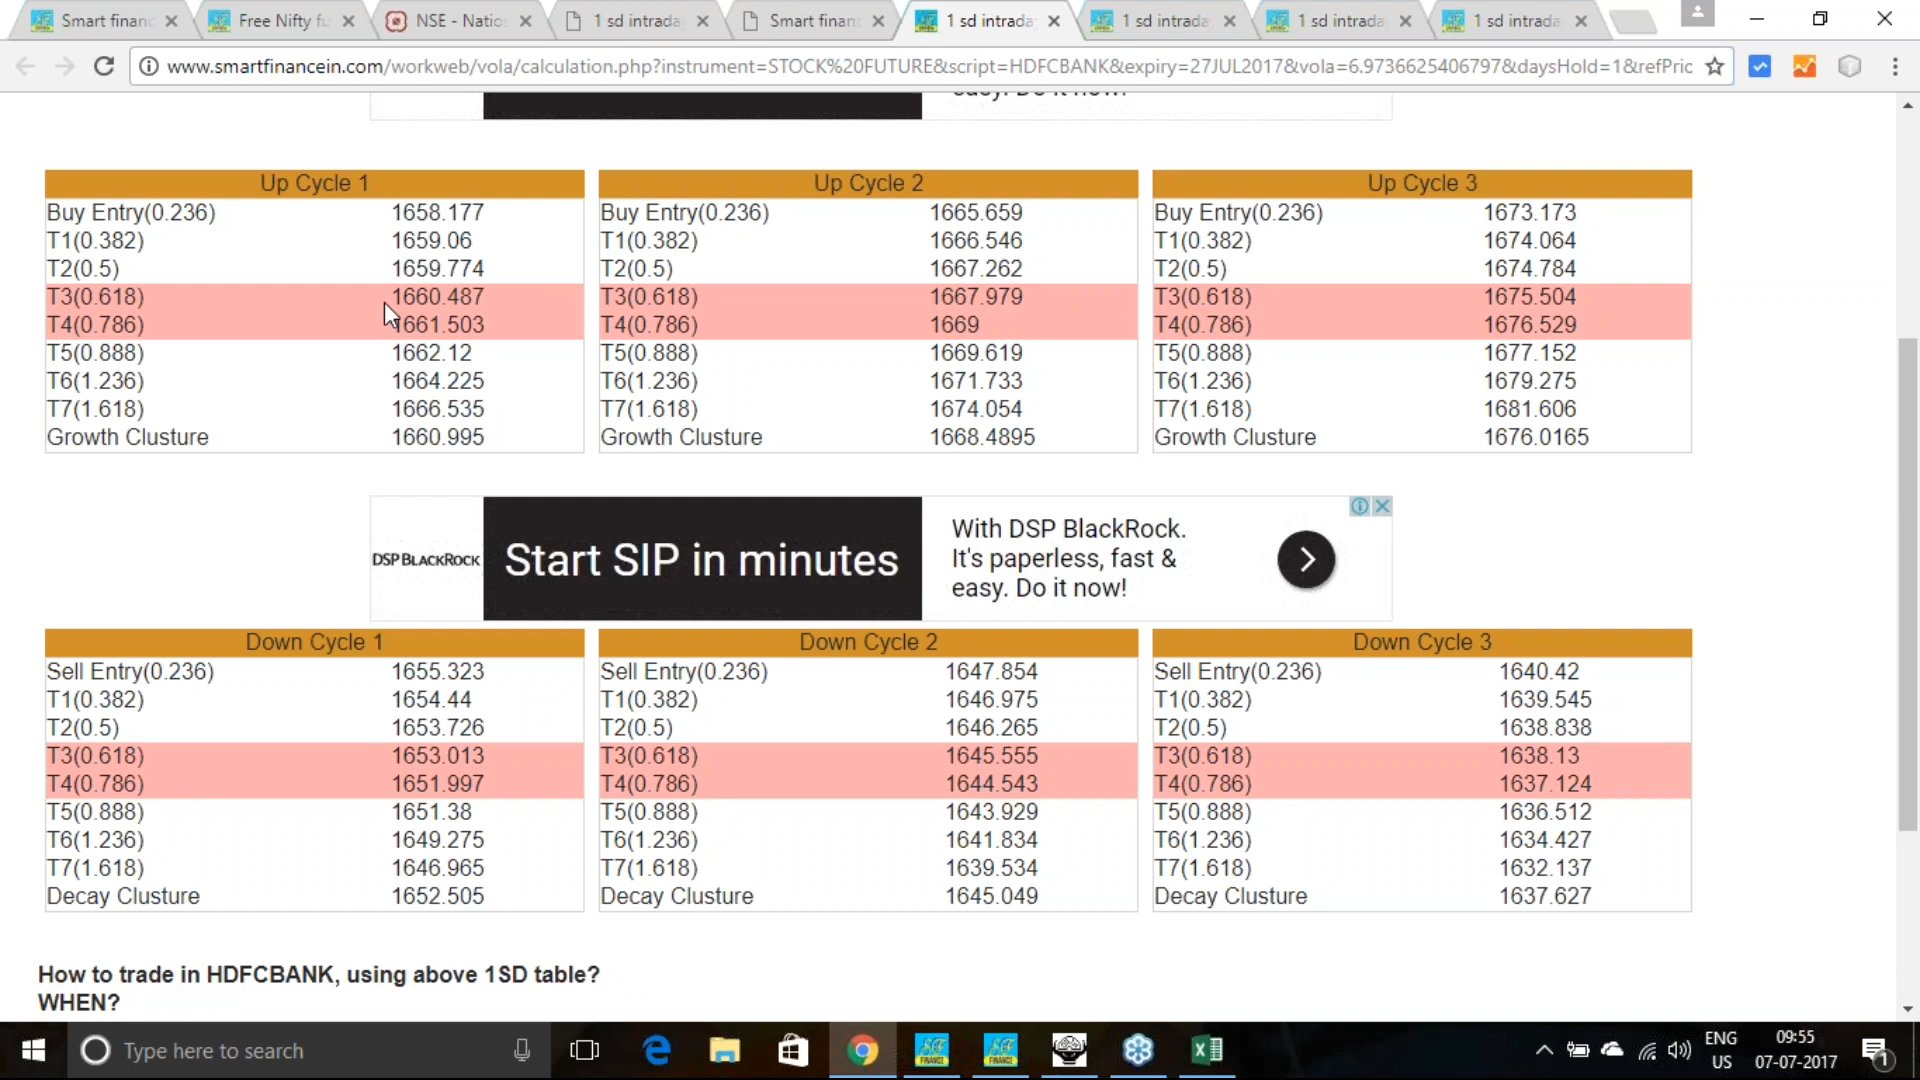 Smart financ
Free Nifty fu
NSE - Natio
1 sd intrada
Smart financ
1 sd intrada
1 sd intrada
1 sd intrada
1 sd intrada
www.smartfinancein.com/workweb/vola/calculation.php?instrument=STOCK%20FUTURE&script=HDFCBANK&expiry=27JUL2017&vola=6.9736625406797&daysHold=1&refPric
easy. Do it now!
Up Cycle 1
Buy Entry(0.236) 1658.177
T1(0.382) 1659.06
T2(0.5) 1659.774
T3(0.618) 1660.487
T4(0.786) 1661.503
T5(0.888) 1662.12
T6(1.236) 1664.225
T7(1.618) 1666.535
Growth Clusture 1660.995
Up Cycle 2
Buy Entry(0.236) 1665.659
T1(0.382) 1666.546
T2(0.5) 1667.262
T3(0.618) 1667.979
T4(0.786) 1669
T5(0.888) 1669.619
T6(1.236) 1671.733
T7(1.618) 1674.054
Growth Clusture 1668.4895
Up Cycle 3
Buy Entry(0.236) 1673.173
T1(0.382) 1674.064
T2(0.5) 1674.784
T3(0.618) 1675.504
T4(0.786) 1676.529
T5(0.888) 1677.152
T6(1.236) 1679.275
T7(1.618) 1681.606
Growth Clusture 1676.0165
DSP BLACKROCK
Start SIP in minutes
With DSP BlackRock.
It's paperless, fast &
easy. Do it now!
Down Cycle 1
Sell Entry(0.236) 1655.323
T1(0.382) 1654.44
T2(0.5) 1653.726
T3(0.618) 1653.013
T4(0.786) 1651.997
T5(0.888) 1651.38
T6(1.236) 1649.275
T7(1.618) 1646.965
Decay Clusture 1652.505
Down Cycle 2
Sell Entry(0.236) 1647.854
T1(0.382) 1646.975
T2(0.5) 1646.265
T3(0.618) 1645.555
T4(0.786) 1644.543
T5(0.888) 1643.929
T6(1.236) 1641.834
T7(1.618) 1639.534
Decay Clusture 1645.049
Down Cycle 3
Sell Entry(0.236) 1640.42
T1(0.382) 1639.545
T2(0.5) 1638.838
T3(0.618) 1638.13
T4(0.786) 1637.124
T5(0.888) 1636.512
T6(1.236) 1634.427
T7(1.618) 1632.137
Decay Clusture 1637.627
How to trade in HDFCBANK, using above 1SD table?
WHEN?
Type here to search
FINANCE
FINANCE
ENG
US
09:55
07-07-2017
1